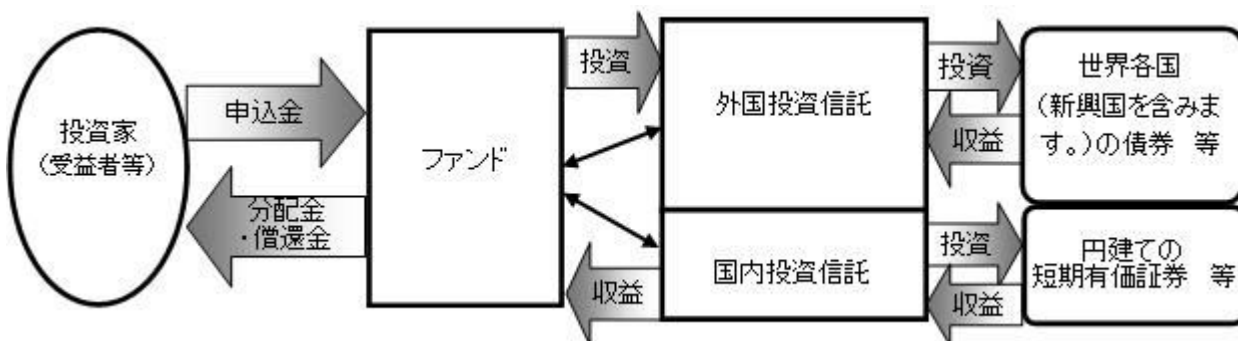 投資家
(受益者等)
申込金
分配金
・償還金
ファンド
投資
収益
外国投資信託
国内投資信託
投資
収益
投資
収益
世界各国
(新興国を含みま
す。)の債券　等
円建ての
短期有価証券　等